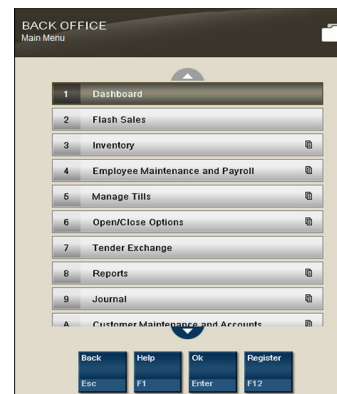 BACK OFFICE
Main Menu
1 Dashboard
2 Flash Sales
3 Inventory
4 Employee Maintenance and Payroll
5 Manage Tills
6 Open/Close Options
7 Tender Exchange
8 Reports
9 Journal
A Customer Maintenance and Accounts
Back Help Ok Register
Esc F1 Enter F12